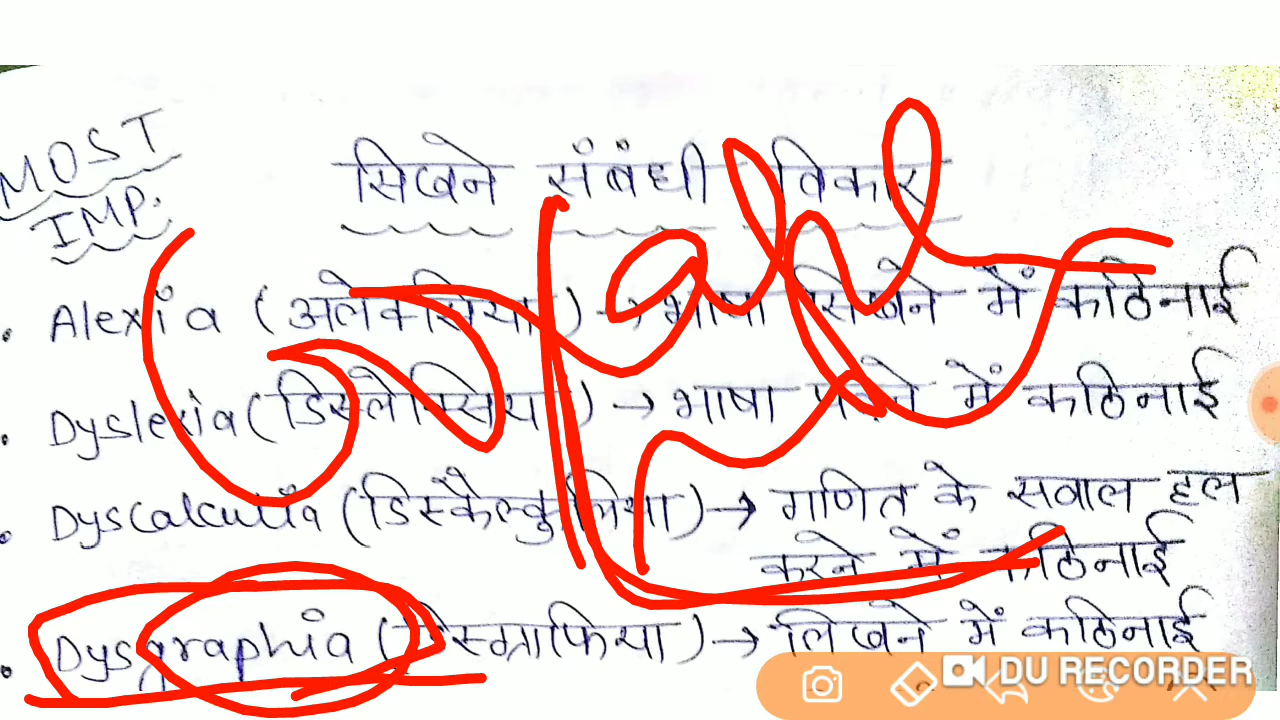 MOST
IMP.
सिखने संबंधी विकार
. Alexia (अलेक्सिया) → भाषा सिखने में कठिनाई
. Dyslexia (डिस्लेक्सिया) → भाषा पढ़ने में कठिनाई
. Dyscalculia (डिस्कैल्कुलिया) → गणित के सवाल हल
करने में कठिनाई
. Dysgraphia (डिस्ग्राफिया) → लिखने में कठिनाई
DU RECORDER